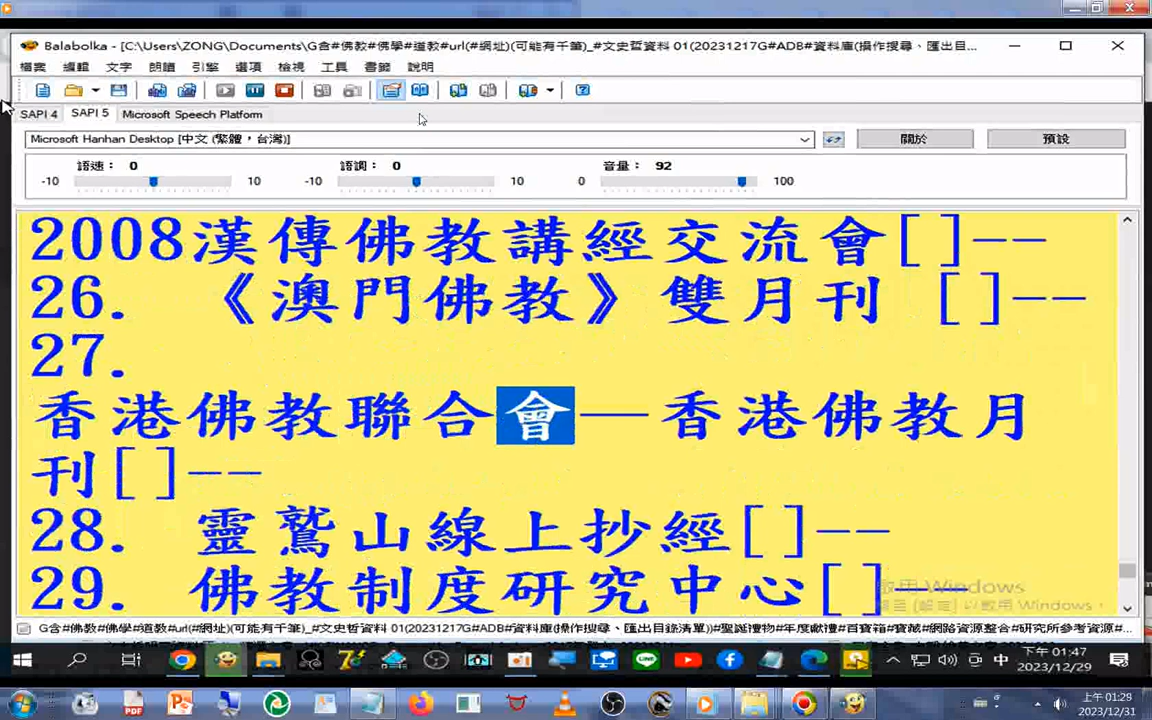 Balabolka - [C:\Users\ZONG\Documents\G含#佛教#佛學#道教#url(#網址)(可能有千筆)_#文史哲資料 01(20231217G#ADB#資料庫(操作搜尋、匯出目...
檔案 編輯 文字 朗讀 引擎 選項 檢視 工具 書籤 說明
SAPI 4 SAPI 5 Microsoft Speech Platform
Microsoft Hanhan Desktop [中文 (繁體，台灣)] 關於 預設
語速： 0 語調： 0 音量： 92
-10 10 -10 10 0 100
2008漢傳佛教講經交流會[]--
26. 《澳門佛教》雙月刊 []--
27.
香港佛教聯合會—香港佛教月
刊[]--
28. 靈鷲山線上抄經[]--
29. 佛教制度研究中心[]--
啟用 Windows
G含#佛教#佛學#道教#url(#網址)(可能有千筆)_#文史哲資料 01(20231217G#ADB#資料庫(操作搜尋、匯出目錄清單))#聖誕禮物#年度獻禮#百寶箱#寶藏#網路資源整合#研究所參考資源#...
中 下午 01:47
2023/12/29
上午 01:29
2023/12/31